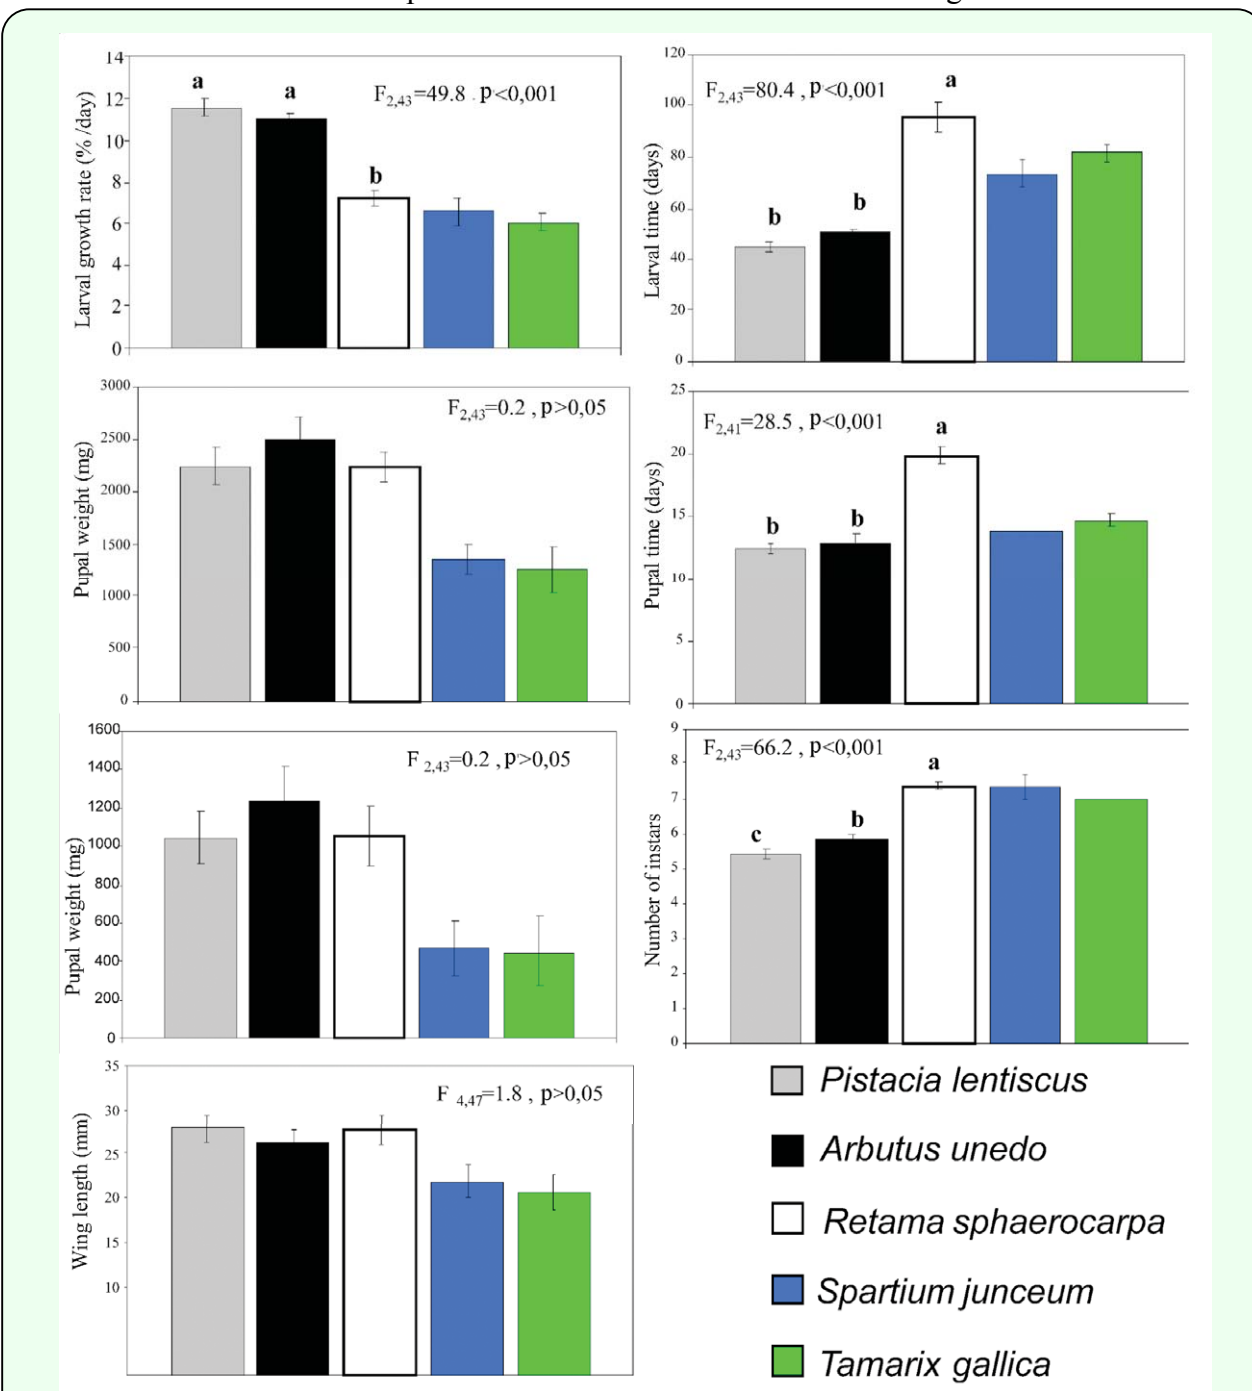 14
12
10
8
6
4
2
0
Larval growth rate (% /day)
F2,43=49.8 . p<0,001
a
a
b
120
100
80
60
40
20
0
Larval time (days)
F2,43=80.4 , p<0,001
b
b
a
3000
2500
2000
1500
1000
500
0
Pupal weight (mg)
F2,43=0.2 , p>0,05
25
20
15
10
5
0
Pupal time (days)
F2,41=28.5 , p<0,001
b
b
a
1600
1400
1200
1000
800
600
400
200
0
Pupal weight (mg)
F 2,43=0.2 , p>0,05
9
8
7
6
5
4
3
2
1
0
Number of instars
F2,43=66.2 , p<0,001
c
b
a
35
30
25
20
15
10
Wing length (mm)
F 4,47=1.8 , p>0,05
Pistacia lentiscus
Arbutus unedo
Retama sphaerocarpa
Spartium junceum
Tamarix gallica